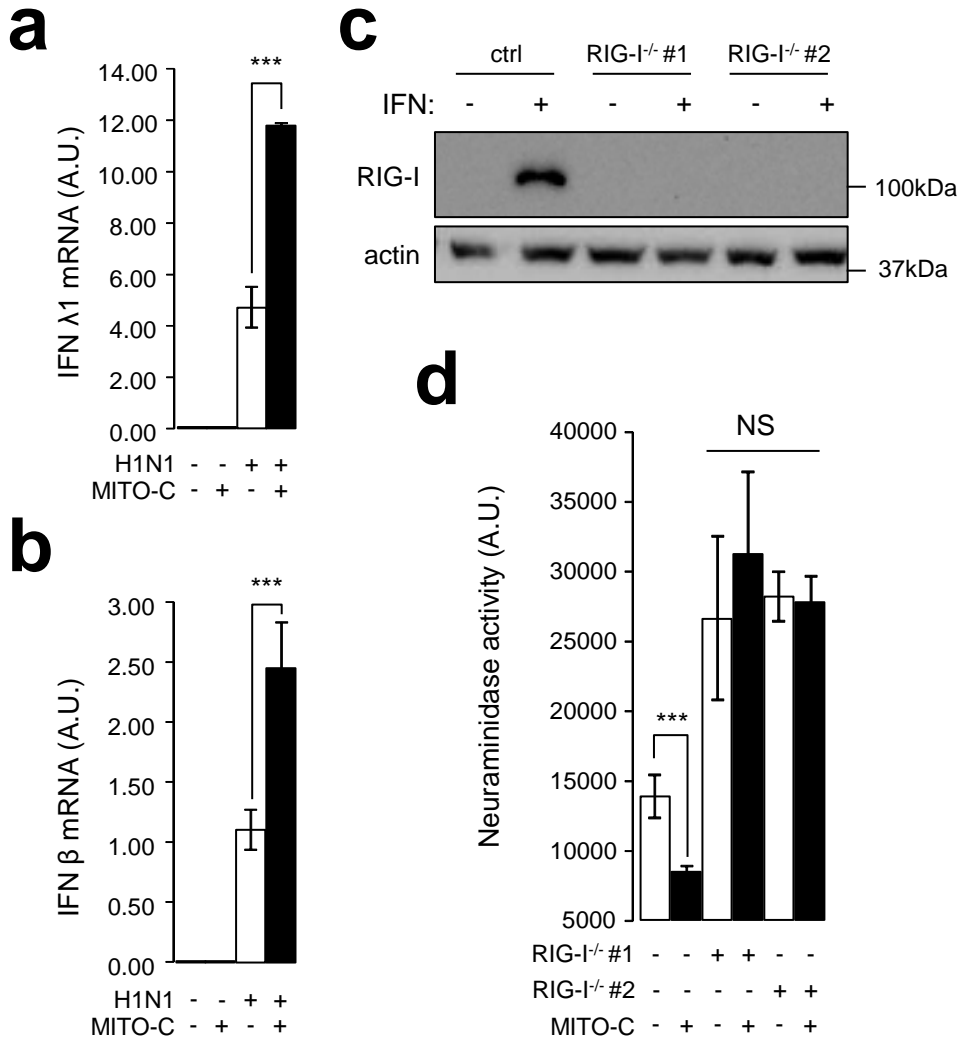 a
***
14.00
12.00
10.00
8.00
6.00
4.00
2.00
0.00
IFN λ1 mRNA (A.U.)
H1N1 - - + +
MITO-C - + - +
b
***
3.00
2.50
2.00
1.50
1.00
0.50
0.00
IFN β mRNA (A.U.)
H1N1 - - + +
MITO-C - + - +
c
ctrl RIG-I-/- #1 RIG-I-/- #2
IFN: - + - + - +
RIG-I 100kDa
actin 37kDa
d
NS
***
40000
35000
30000
25000
20000
15000
10000
5000
Neuraminidase activity (A.U.)
RIG-I-/- #1 - - + + - -
RIG-I-/- #2 - - - - + +
MITO-C - + - + - +